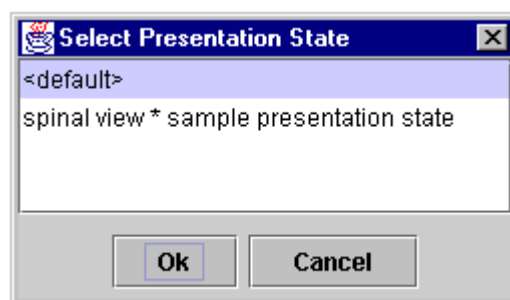 Select Presentation State
<default>
spinal view * sample presentation state
Ok
Cancel